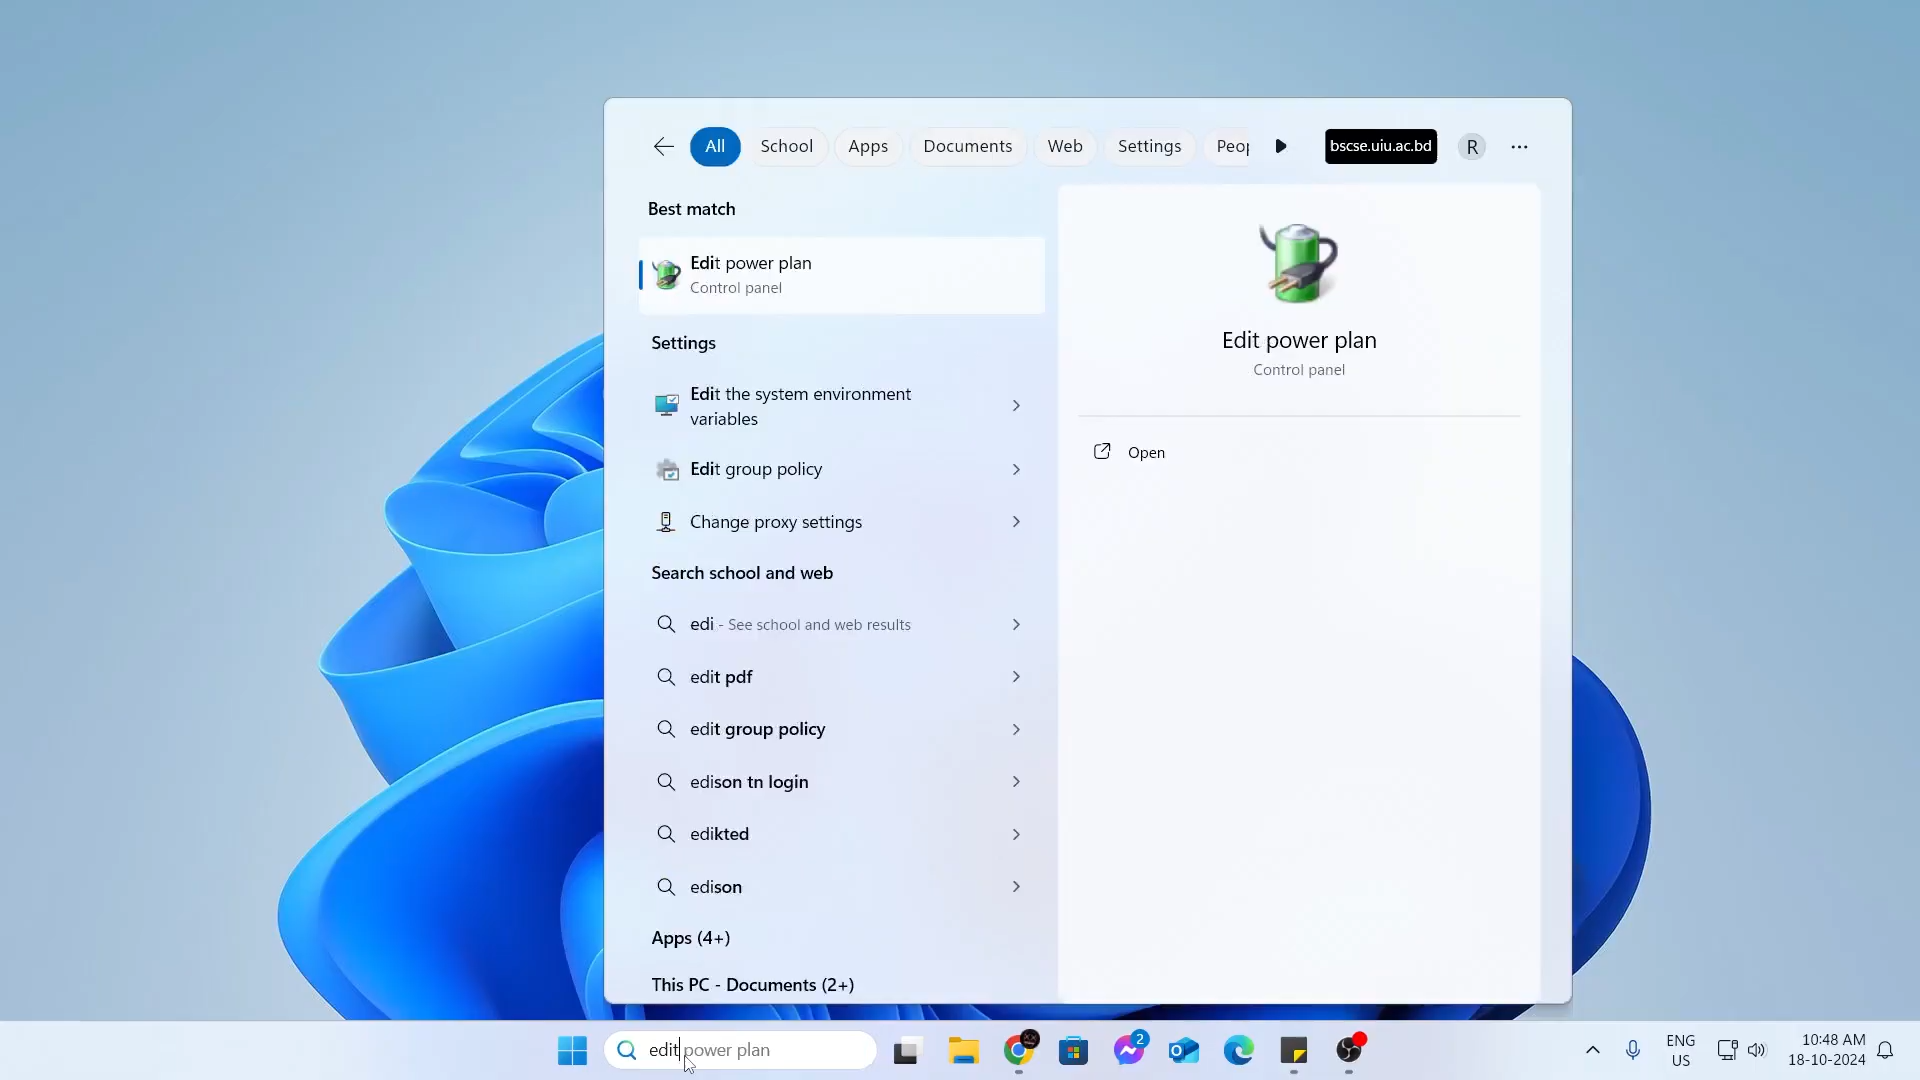 All
School
Apps
Documents
Web
Settings
Peop
bscse.uiu.ac.bd
R
Best match
Edit power plan
Control panel
Settings
Edit the system environment
variables
Edit group policy
Change proxy settings
Search school and web
edi - See school and web results
edit pdf
edit group policy
edison tn login
edikted
edison
Apps (4+)
This PC - Documents (2+)
Edit power plan
Control panel
Open
edit power plan
2
ENG
US
10:48 AM
18-10-2024